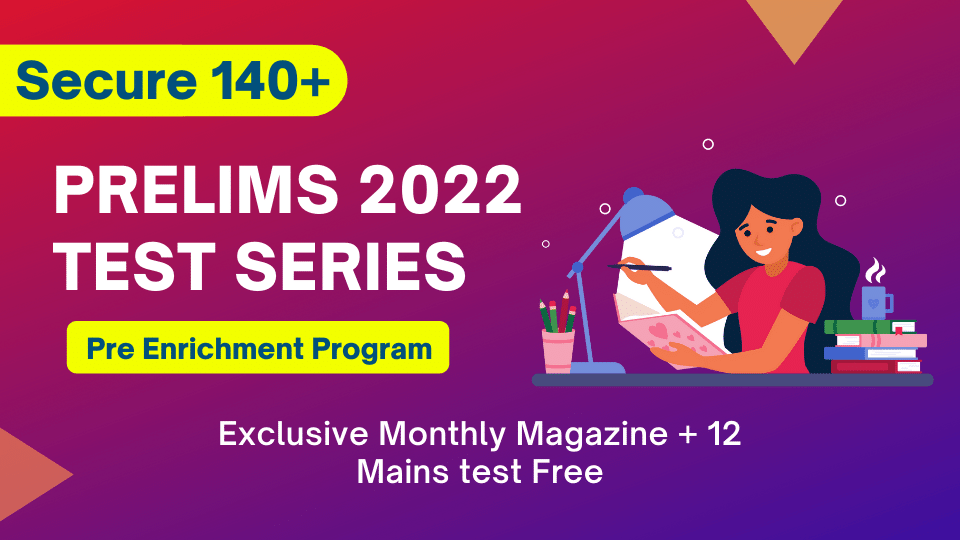 Secure 140+
PRELIMS 2022
TEST SERIES
Pre Enrichment Program
Exclusive Monthly Magazine + 12
Mains test Free